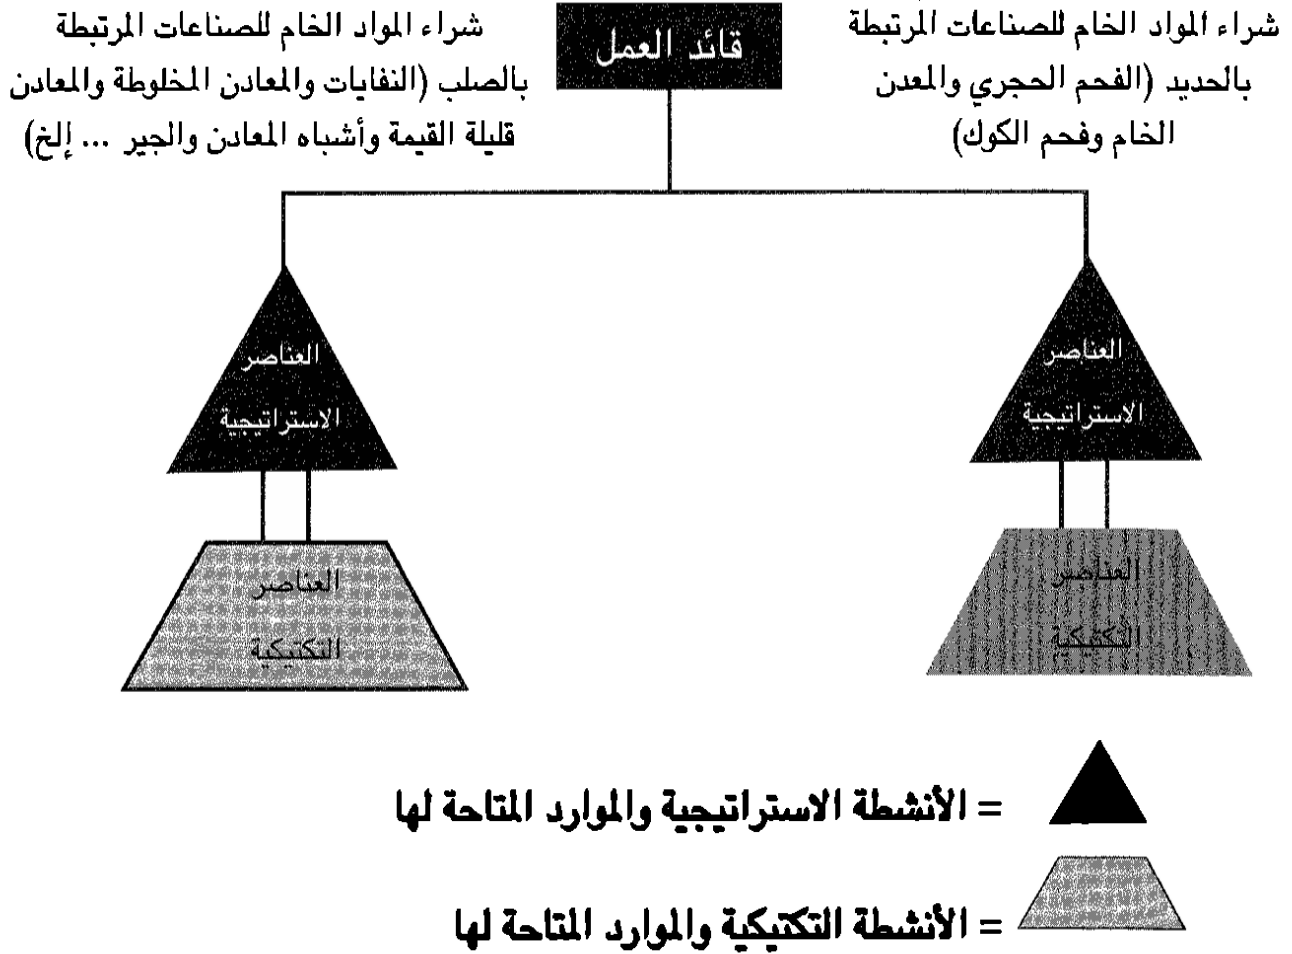 شراء المواد الخام للصناعات المرتبطة
بالحديد (الفحم الحجري والمعدن
الخام وفحم الكوك)
قائد العمل
شراء المواد الخام للصناعات المرتبطة
بالصلب (النفايات والمعادن المخلوطة والمعادن
قليلة القيمة وأشباه المعادن والجير ... إلخ)
العناصر
الاستراتيجية
العناصر
التكتيكية
العناصر
الاستراتيجية
العناصر
التكتيكية
= الأنشطة الاستراتيجية والموارد المتاحة لها
= الأنشطة التكتيكية والموارد المتاحة لها